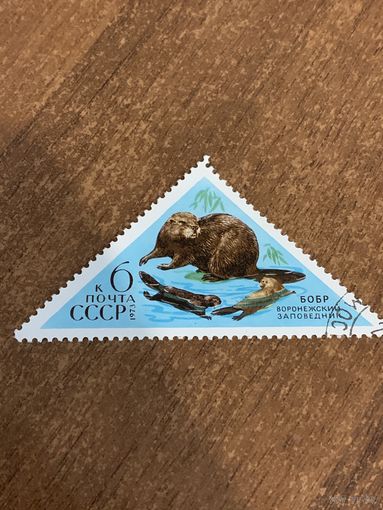 К 6
ПОЧТА
СССР
1973
БОБР
ВОРОНЕЖСКИЙ
ЗАПОВЕДНИК